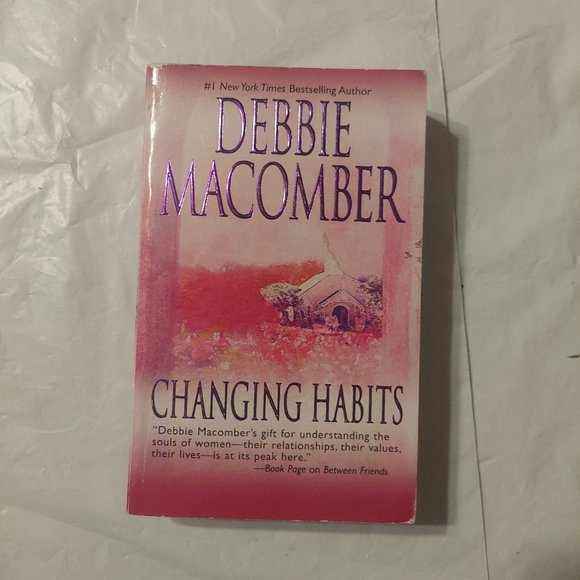 #1 New York Times Bestselling Author
DEBBIE
MACOMBER
CHANGING HABITS
"Debbie Macomber's gift for understanding the
souls of women—their relationships, their values,
their lives—is at its peak here."
—Book Page on Between Friends